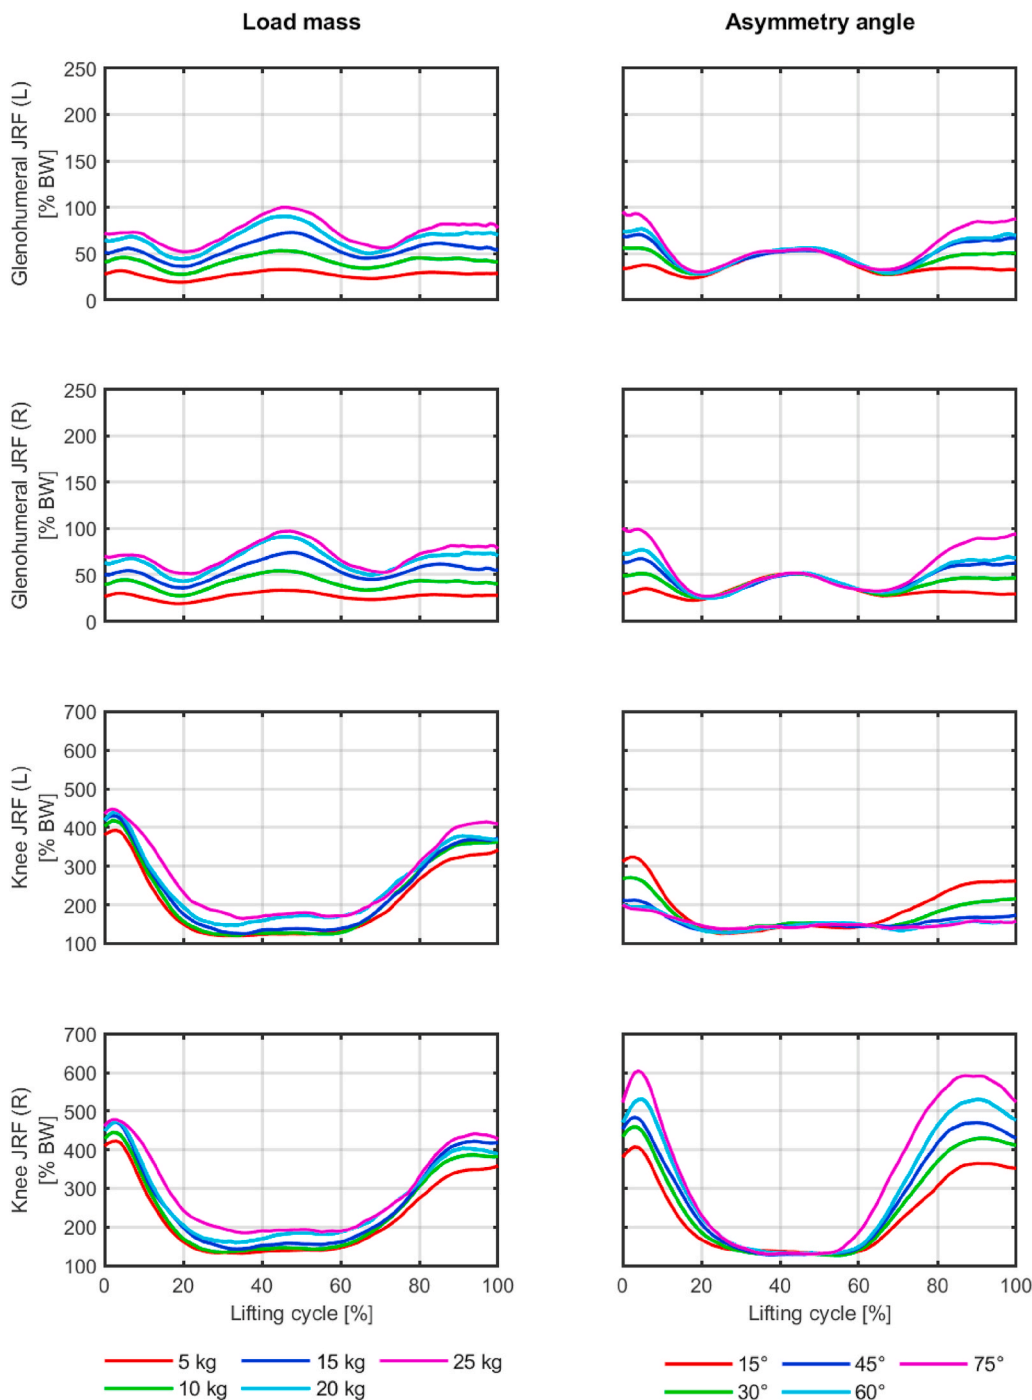 Load mass
Asymmetry angle
Glenohumeral JRF (L)
[% BW]
250
200
150
100
50
0
Glenohumeral JRF (R)
[% BW]
250
200
150
100
50
0
Knee JRF (L)
[% BW]
700
600
500
400
300
200
100
Knee JRF (R)
[% BW]
700
600
500
400
300
200
100
0 20 40 60 80 100
Lifting cycle [%]
0 20 40 60 80 100
Lifting cycle [%]
5 kg 15 kg 25 kg
10 kg 20 kg
15° 45° 75°
30° 60°